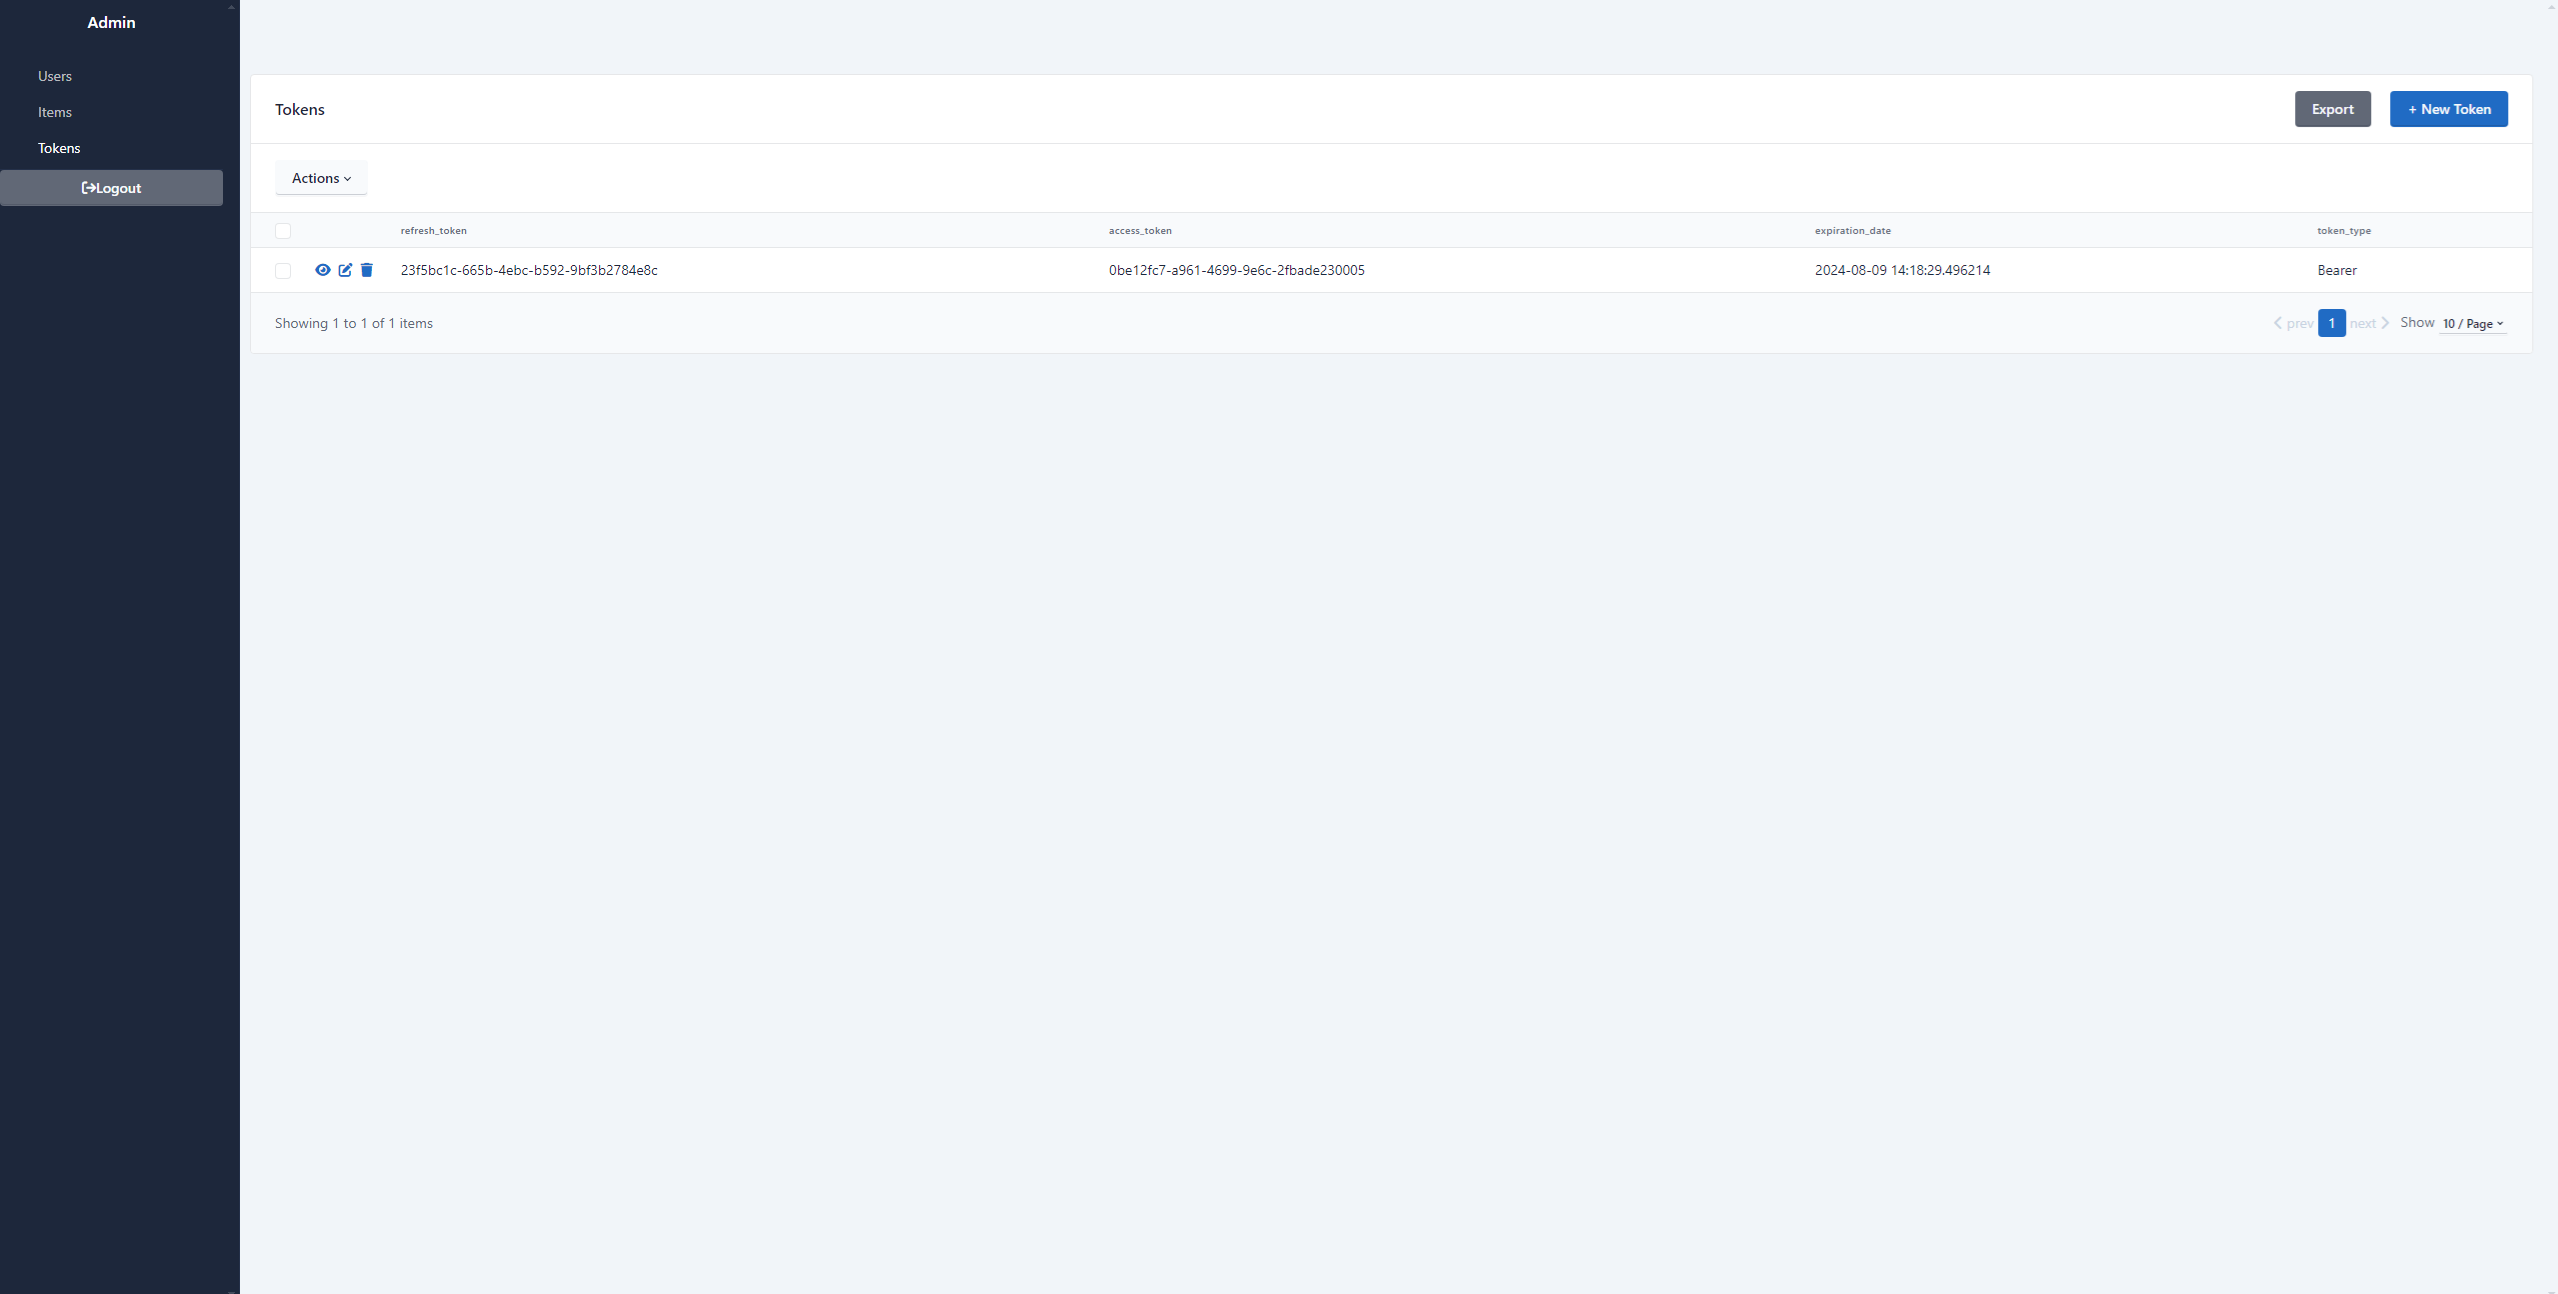 Admin
Users
Items
Tokens
Logout
Tokens
Export
+ New Token
Actions
refresh_token access_token expiration_date token_type
23f5bc1c-665b-4ebc-b592-9bf3b2784e8c 0be12fc7-a961-4699-9e6c-2fbade230005 2024-08-09 14:18:29.496214 Bearer
Showing 1 to 1 of 1 items
prev 1 next Show 10 / Page